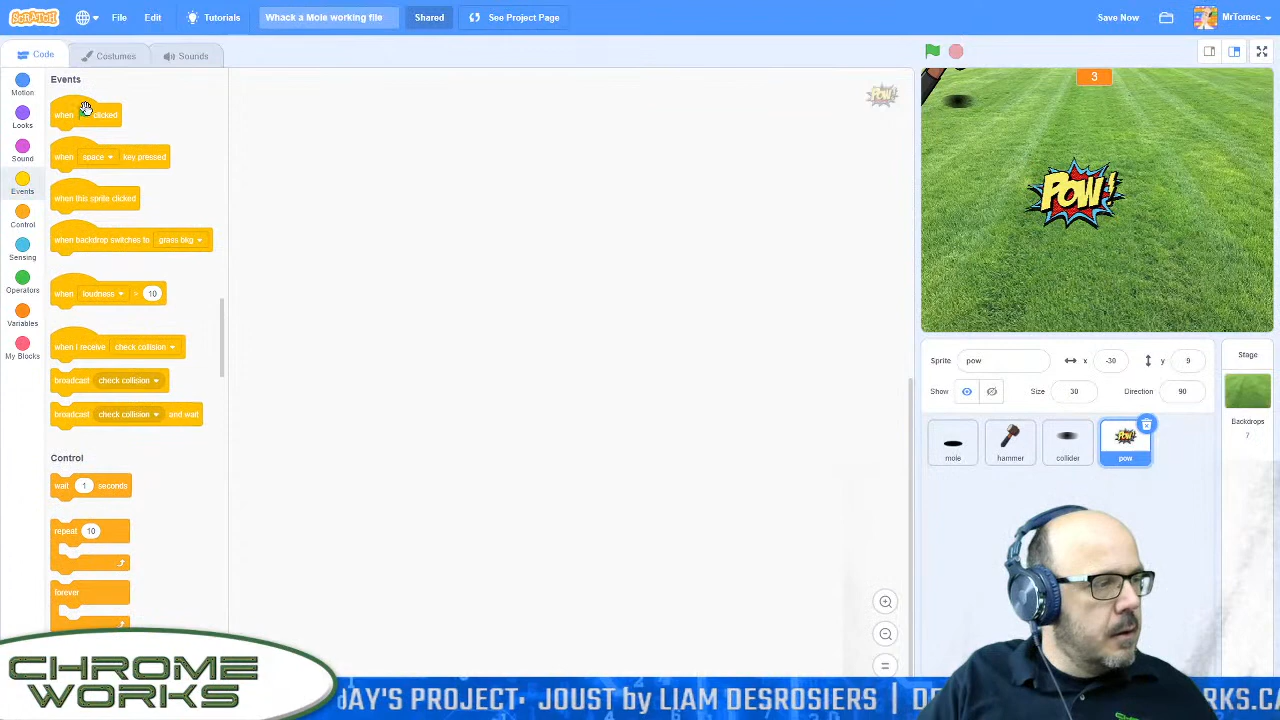 SCRATCH
File
Edit
Tutorials
Whack a Mole working file
Shared
See Project Page
Save Now
MrTomec
Code
Costumes
Sounds
Motion
Looks
Sound
Events
Control
Sensing
Operators
Variables
My Blocks
Events
when clicked
when space key pressed
when this sprite clicked
when backdrop switches to grass bkg
when loudness > 10
when I receive check collision
broadcast check collision
broadcast check collision and wait
Control
wait 1 seconds
repeat 10
forever
POW!
3
POW!
Sprite pow x -30 y 9
Show Size 30 Direction 90
mole
hammer
collider
POW!
pow
Stage
Backdrops
7
CHROME
WORKS
DAY'S PROJECT• JOUST by LIAM DESROSIERS